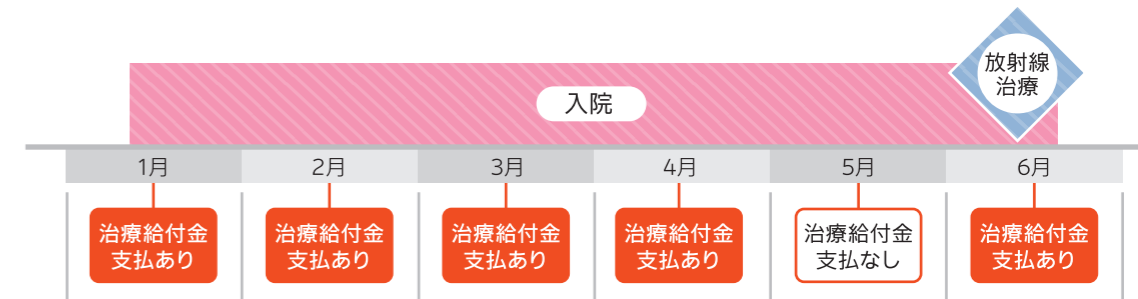 放射線
治療
入院
1月
2月
3月
4月
5月
6月
治療給付金
支払あり
治療給付金
支払あり
治療給付金
支払あり
治療給付金
支払あり
治療給付金
支払なし
治療給付金
支払あり